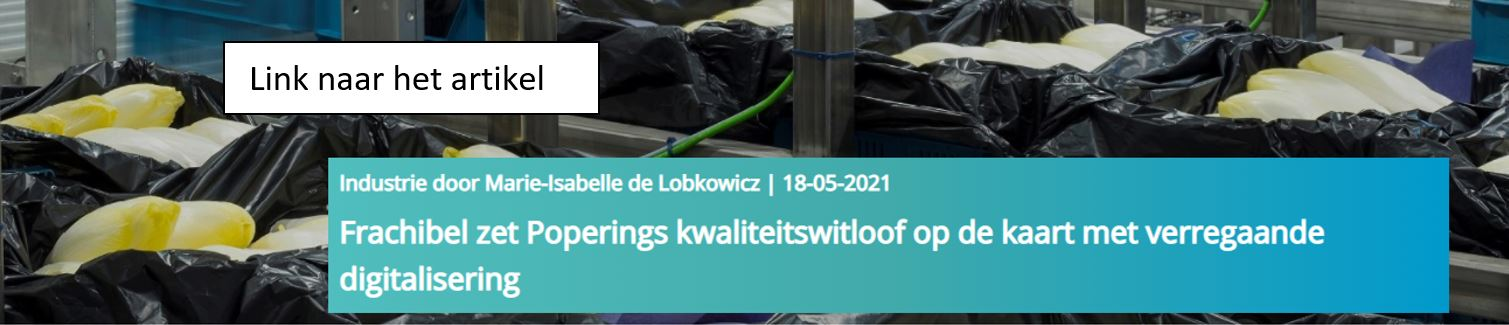 Link naar het artikel
Industrie door Marie-Isabelle de Lobkowicz | 18-05-2021
Frachibel zet Poperings kwaliteitswitloof op de kaart met verregaande
digitalisering